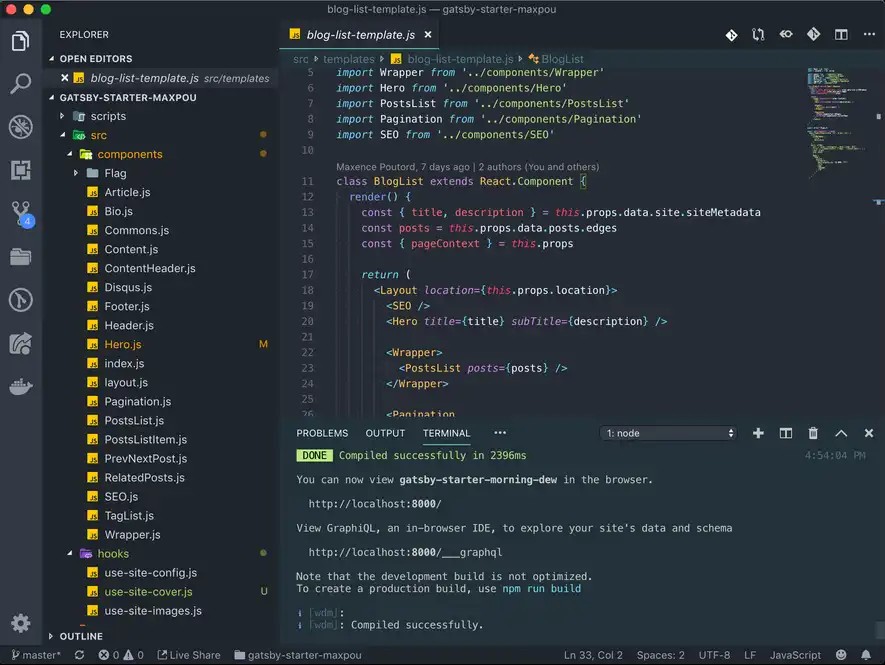 blog-list-template.js — gatsby-starter-maxpou
EXPLORER
OPEN EDITORS
blog-list-template.js src/templates
GATSBY-STARTER-MAXPOU
scripts
src
components
Flag
Article.js
Bio.js
Commons.js
Content.js
ContentHeader.js
Disqus.js
Footer.js
Header.js
Hero.js M
index.js
layout.js
Pagination.js
PostsList.js
PostsListItem.js
PrevNextPost.js
RelatedPosts.js
SEO.js
TagList.js
Wrapper.js
hooks
use-site-config.js
use-site-cover.js U
use-site-images.js
OUTLINE
4
blog-list-template.js
src templates blog-list-template.js BlogList
5 import Wrapper from '../components/Wrapper'
6 import Hero from '../components/Hero'
7 import PostsList from '../components/PostsList'
8 import Pagination from '../components/Pagination'
9 import SEO from '../components/SEO'
10
Maxence Poutord, 7 days ago | 2 authors (You and others)
11 class BlogList extends React.Component {
12 render() {
13 const { title, description } = this.props.data.site.siteMetadata
14 const posts = this.props.data.posts.edges
15 const { pageContext } = this.props
16
17 return (
18 <Layout location={this.props.location}>
19 <SEO />
20 <Hero title={title} subTitle={description} />
21
22 <Wrapper>
23 <PostsList posts={posts} />
24 </Wrapper>
25
26 <Pagination
PROBLEMS OUTPUT TERMINAL ••• 1: node
DONE Compiled successfully in 2396ms 4:54:04 PM
You can now view gatsby-starter-morning-dew in the browser.
http://localhost:8000/
View GraphiQL, an in-browser IDE, to explore your site's data and schema
http://localhost:8000/___graphql
Note that the development build is not optimized.
To create a production build, use npm run build
ℹ ｢wdm｣:
ℹ ｢wdm｣: Compiled successfully.
master* 0 0 Live Share gatsby-starter-maxpou Ln 33, Col 2 Spaces: 2 UTF-8 LF JavaScript